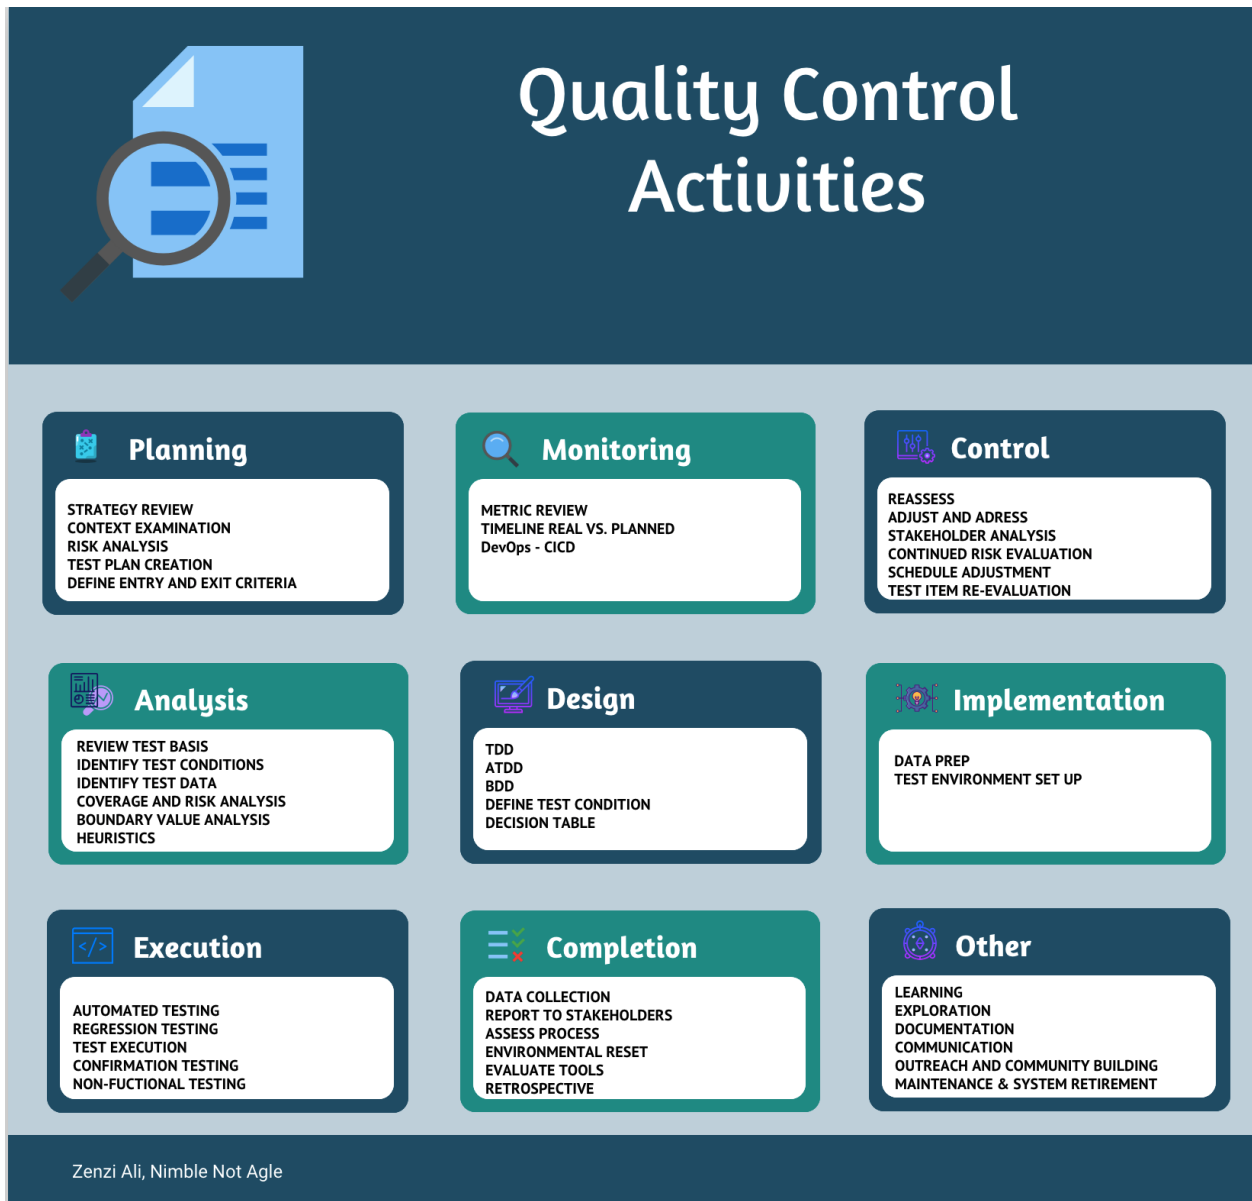 Quality Control
Activities
Planning
STRATEGY REVIEW
CONTEXT EXAMINATION
RISK ANALYSIS
TEST PLAN CREATION
DEFINE ENTRY AND EXIT CRITERIA
Monitoring
METRIC REVIEW
TIMELINE REAL VS. PLANNED
DevOps - CICD
Control
REASSESS
ADJUST AND ADRESS
STAKEHOLDER ANALYSIS
CONTINUED RISK EVALUATION
SCHEDULE ADJUSTMENT
TEST ITEM RE-EVALUATION
Analysis
REVIEW TEST BASIS
IDENTIFY TEST CONDITIONS
IDENTIFY TEST DATA
COVERAGE AND RISK ANALYSIS
BOUNDARY VALUE ANALYSIS
HEURISTICS
Design
TDD
ATDD
BDD
DEFINE TEST CONDITION
DECISION TABLE
Implementation
DATA PREP
TEST ENVIRONMENT SET UP
Execution
AUTOMATED TESTING
REGRESSION TESTING
TEST EXECUTION
CONFIRMATION TESTING
NON-FUCTIONAL TESTING
Completion
DATA COLLECTION
REPORT TO STAKEHOLDERS
ASSESS PROCESS
ENVIRONMENTAL RESET
EVALUATE TOOLS
RETROSPECTIVE
Other
LEARNING
EXPLORATION
DOCUMENTATION
COMMUNICATION
OUTREACH AND COMMUNITY BUILDING
MAINTENANCE & SYSTEM RETIREMENT
Zenzi Ali, Nimble Not Agle